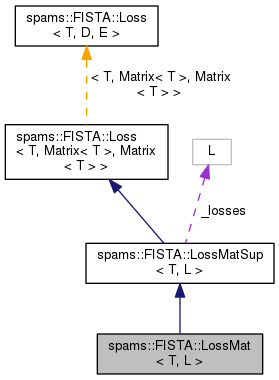 spams::FISTA::Loss
< T, D, E >
< T, Matrix< T >, Matrix
< T > >
spams::FISTA::Loss
< T, Matrix< T >, Matrix
< T > >
L
_losses
spams::FISTA::LossMatSup
< T, L >
spams::FISTA::LossMat
< T, L >